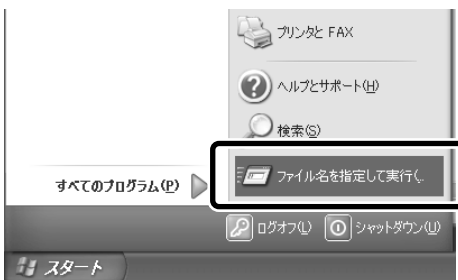 プリンタと FAX
ヘルプとサポート(H)
検索(S)
ファイル名を指定して実行(..
すべてのプログラム(P)
ログオフ(L) シャットダウン(U)
スタート